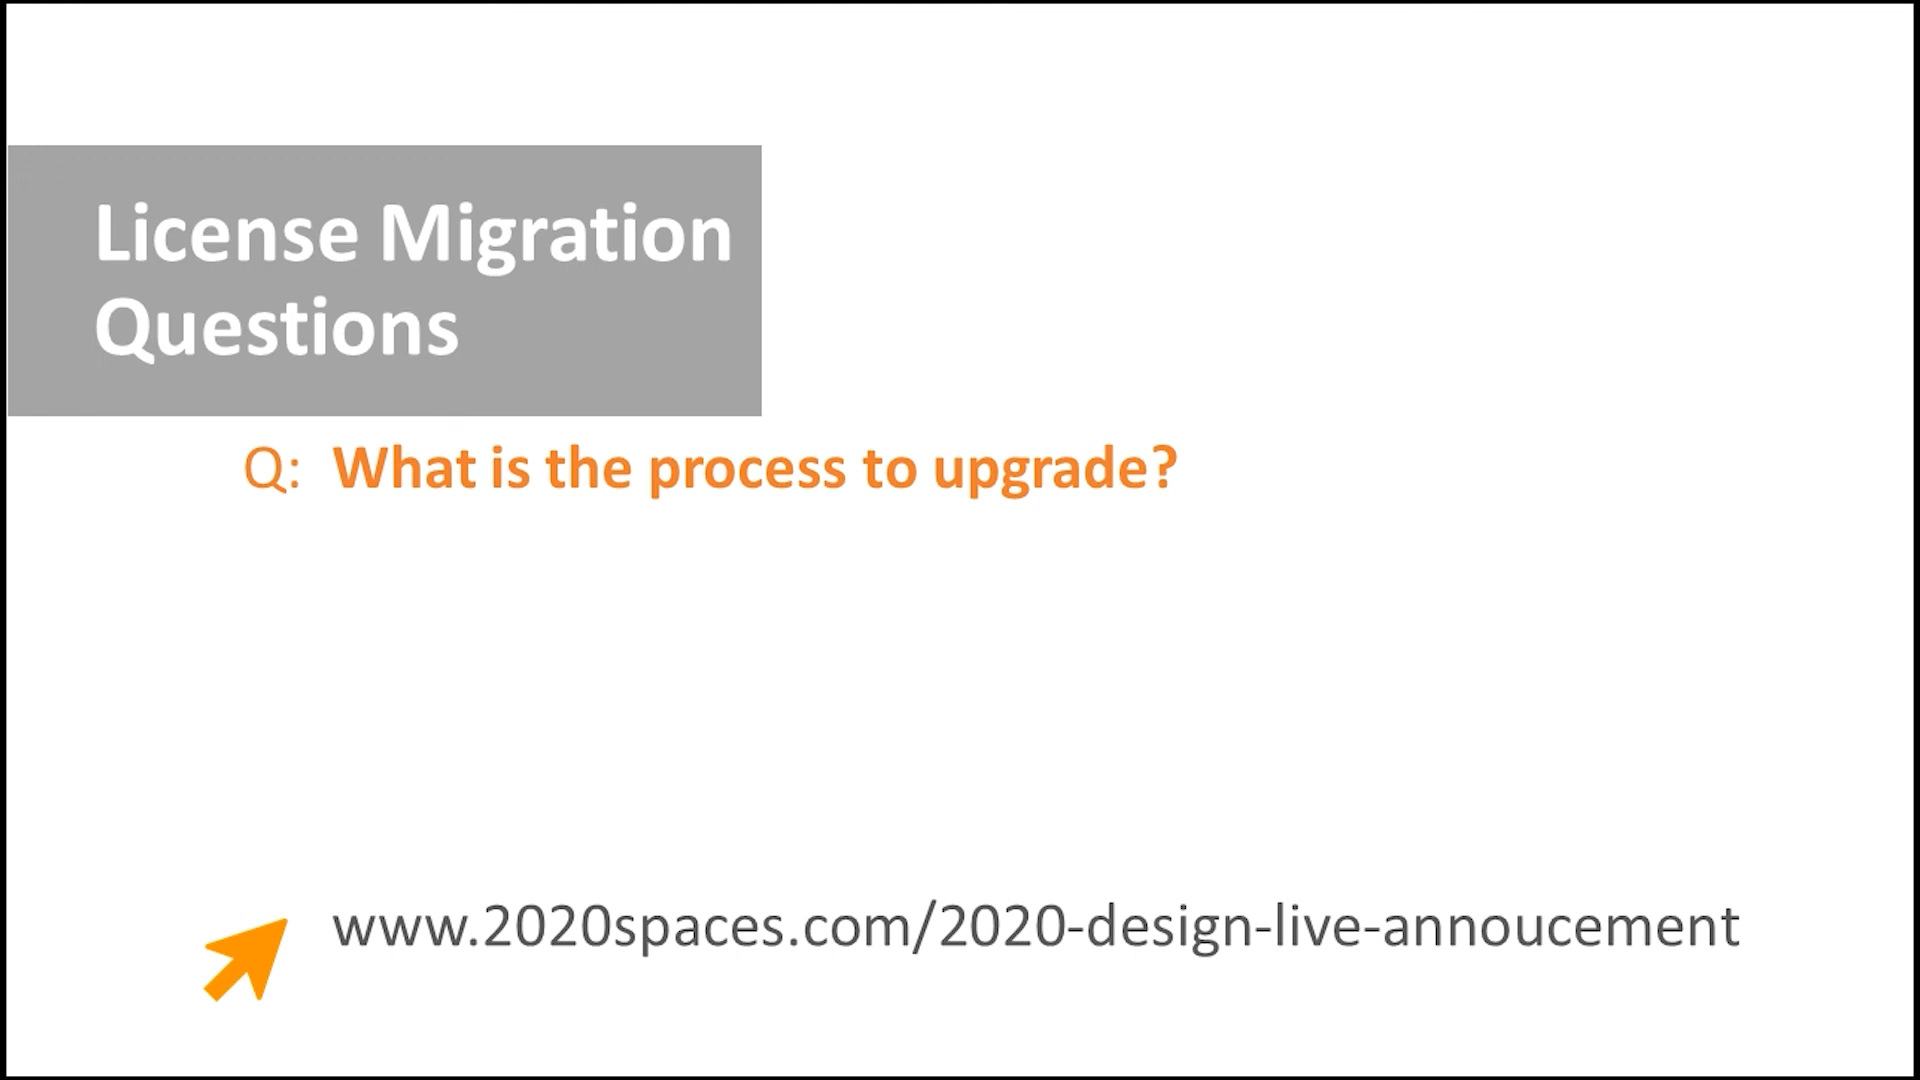 License Migration
Questions
Q: What is the process to upgrade?
www.2020spaces.com/2020-design-live-annoucement